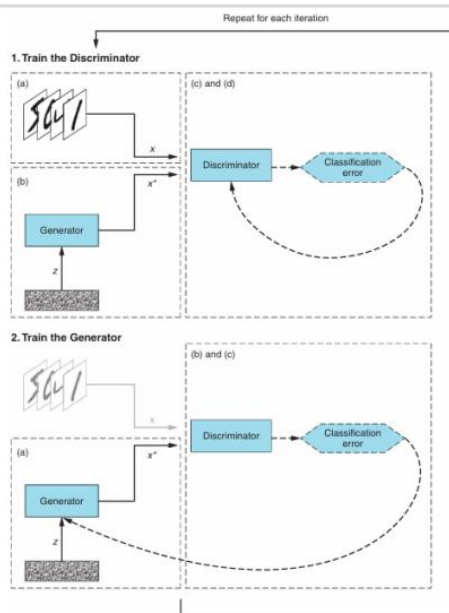 Repeat for each iteration
1. Train the Discriminator
(a)
(c) and (d)
x
Discriminator
Classification
error
(b)
x*
Generator
z
2. Train the Generator
(b) and (c)
x
Discriminator
Classification
error
(a)
x*
Generator
z